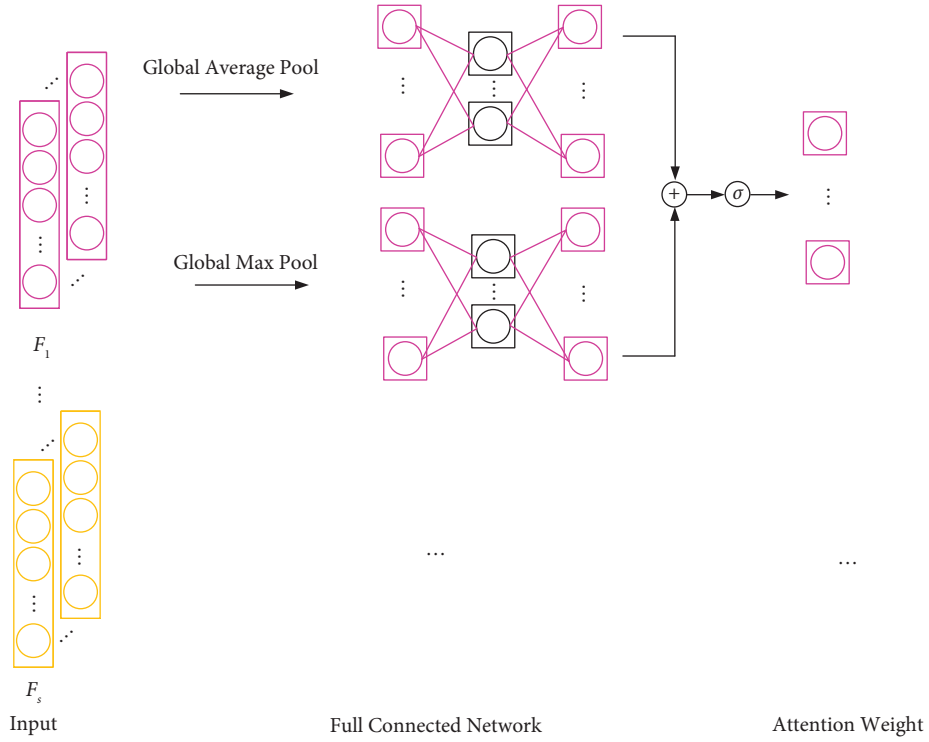 Global Average Pool
Global Max Pool
+
σ
F1
Fs
Input
Full Connected Network
Attention Weight